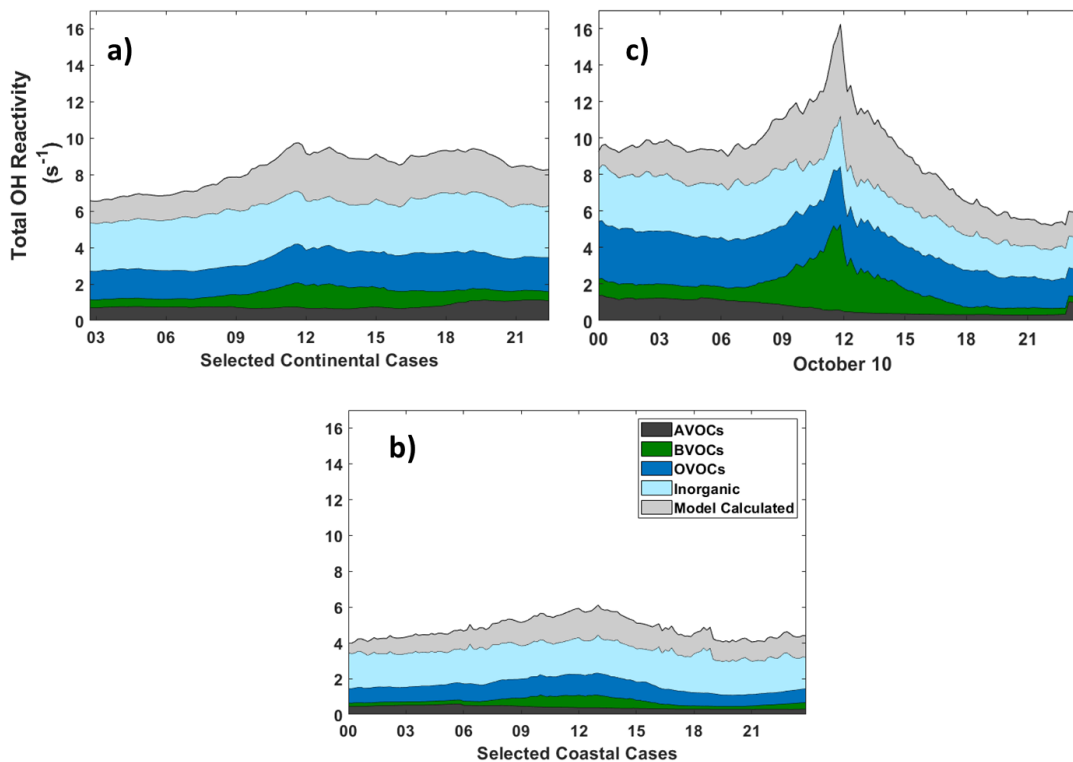 a)
16
14
12
10
8
6
4
2
0
Total OH Reactivity
(s-1)
03 06 09 12 15 18 21
Selected Continental Cases
c)
16
14
12
10
8
6
4
2
0
00 03 06 09 12 15 18 21
October 10
b)
16
14
12
10
8
6
4
2
0
AVOCs
BVOCs
OVOCs
Inorganic
Model Calculated
00 03 06 09 12 15 18 21
Selected Coastal Cases